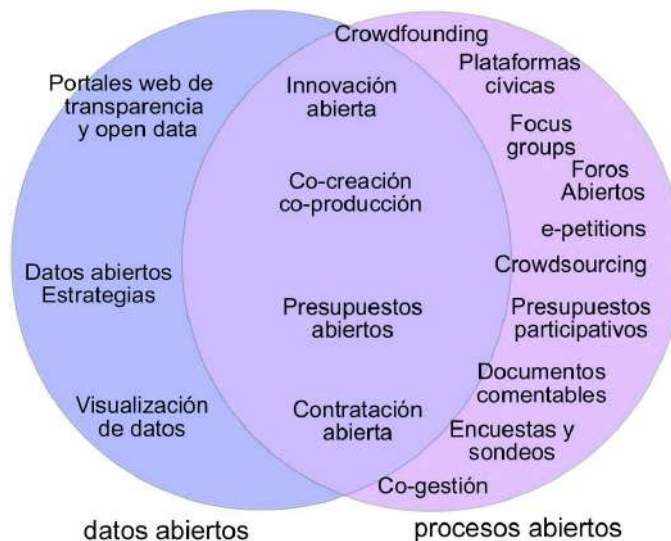 Crowdfounding
Portales web de
transparencia
y open data
Innovación
abierta
Plataformas
cívicas
Focus
groups
Foros
Abiertos
Co-creación
co-producción
e-petitions
Datos abiertos
Estrategias
Crowdsourcing
Presupuestos
abiertos
Presupuestos
participativos
Documentos
comentables
Visualización
de datos
Contratación
abierta
Encuestas y
sondeos
Co-gestión
datos abiertos
procesos abiertos